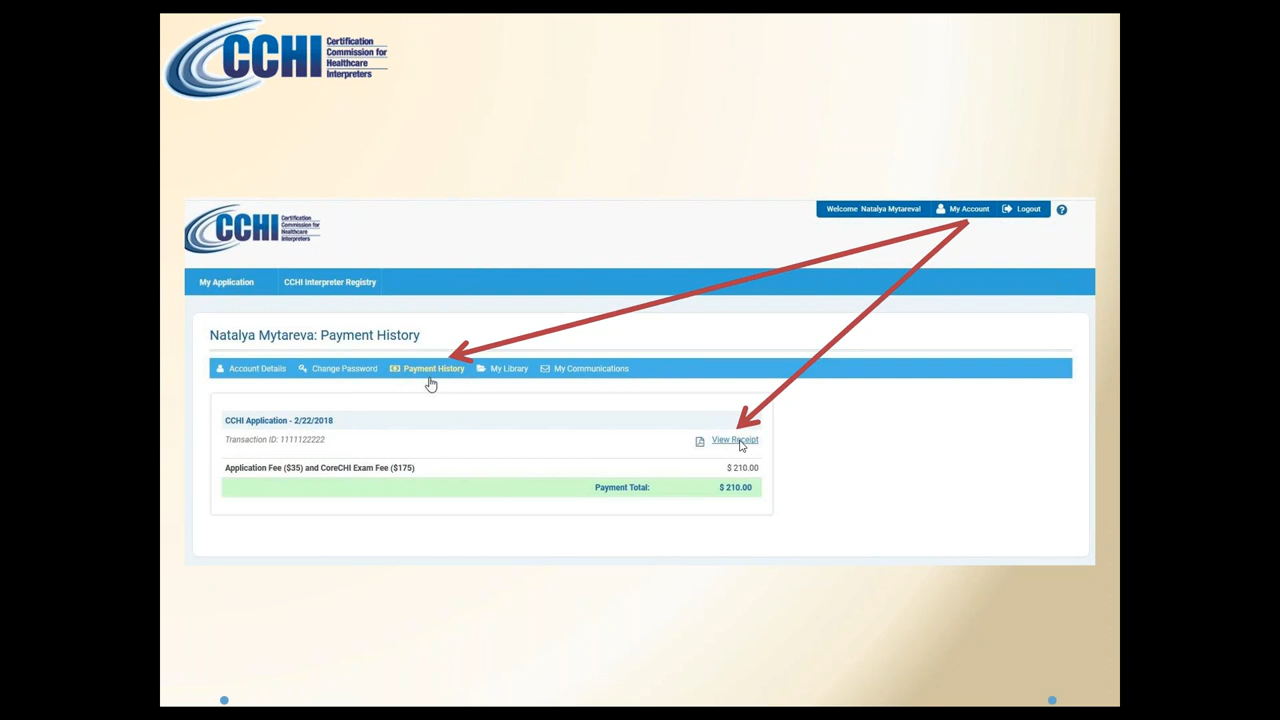 CCHI Certification
Commission for
Healthcare
Interpreters
CCHI Certification
Commission for
Healthcare
Interpreters
Welcome Natalya Mytareva! My Account Logout ?
My Application CCHI Interpreter Registry
Natalya Mytareva: Payment History
Account Details Change Password Payment History My Library My Communications
CCHI Application - 2/22/2018
Transaction ID: 1111122222 View Receipt
Application Fee ($35) and CoreCHI Exam Fee ($175) $ 210.00
Payment Total: $ 210.00